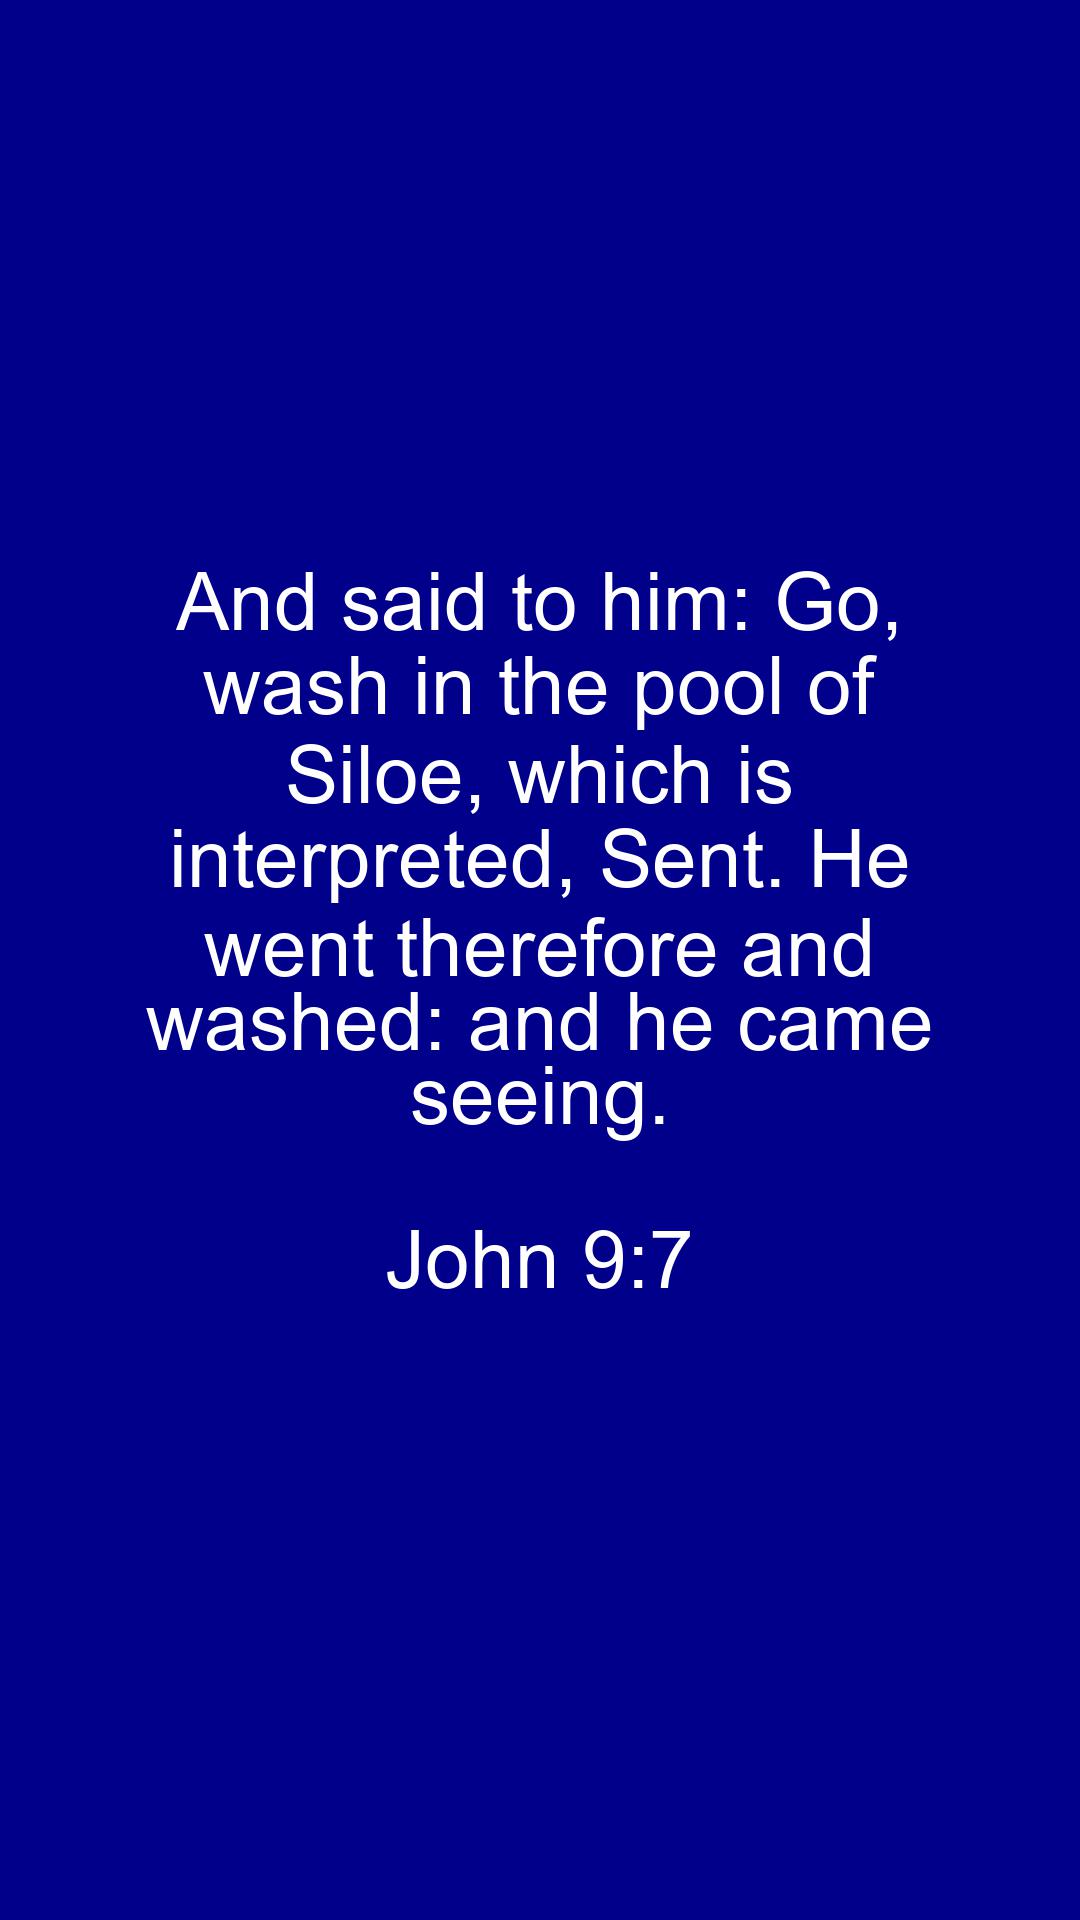 And said to him: Go,
wash in the pool of
Siloe, which is
interpreted, Sent. He
went therefore and
washed: and he came
seeing.
John 9:7